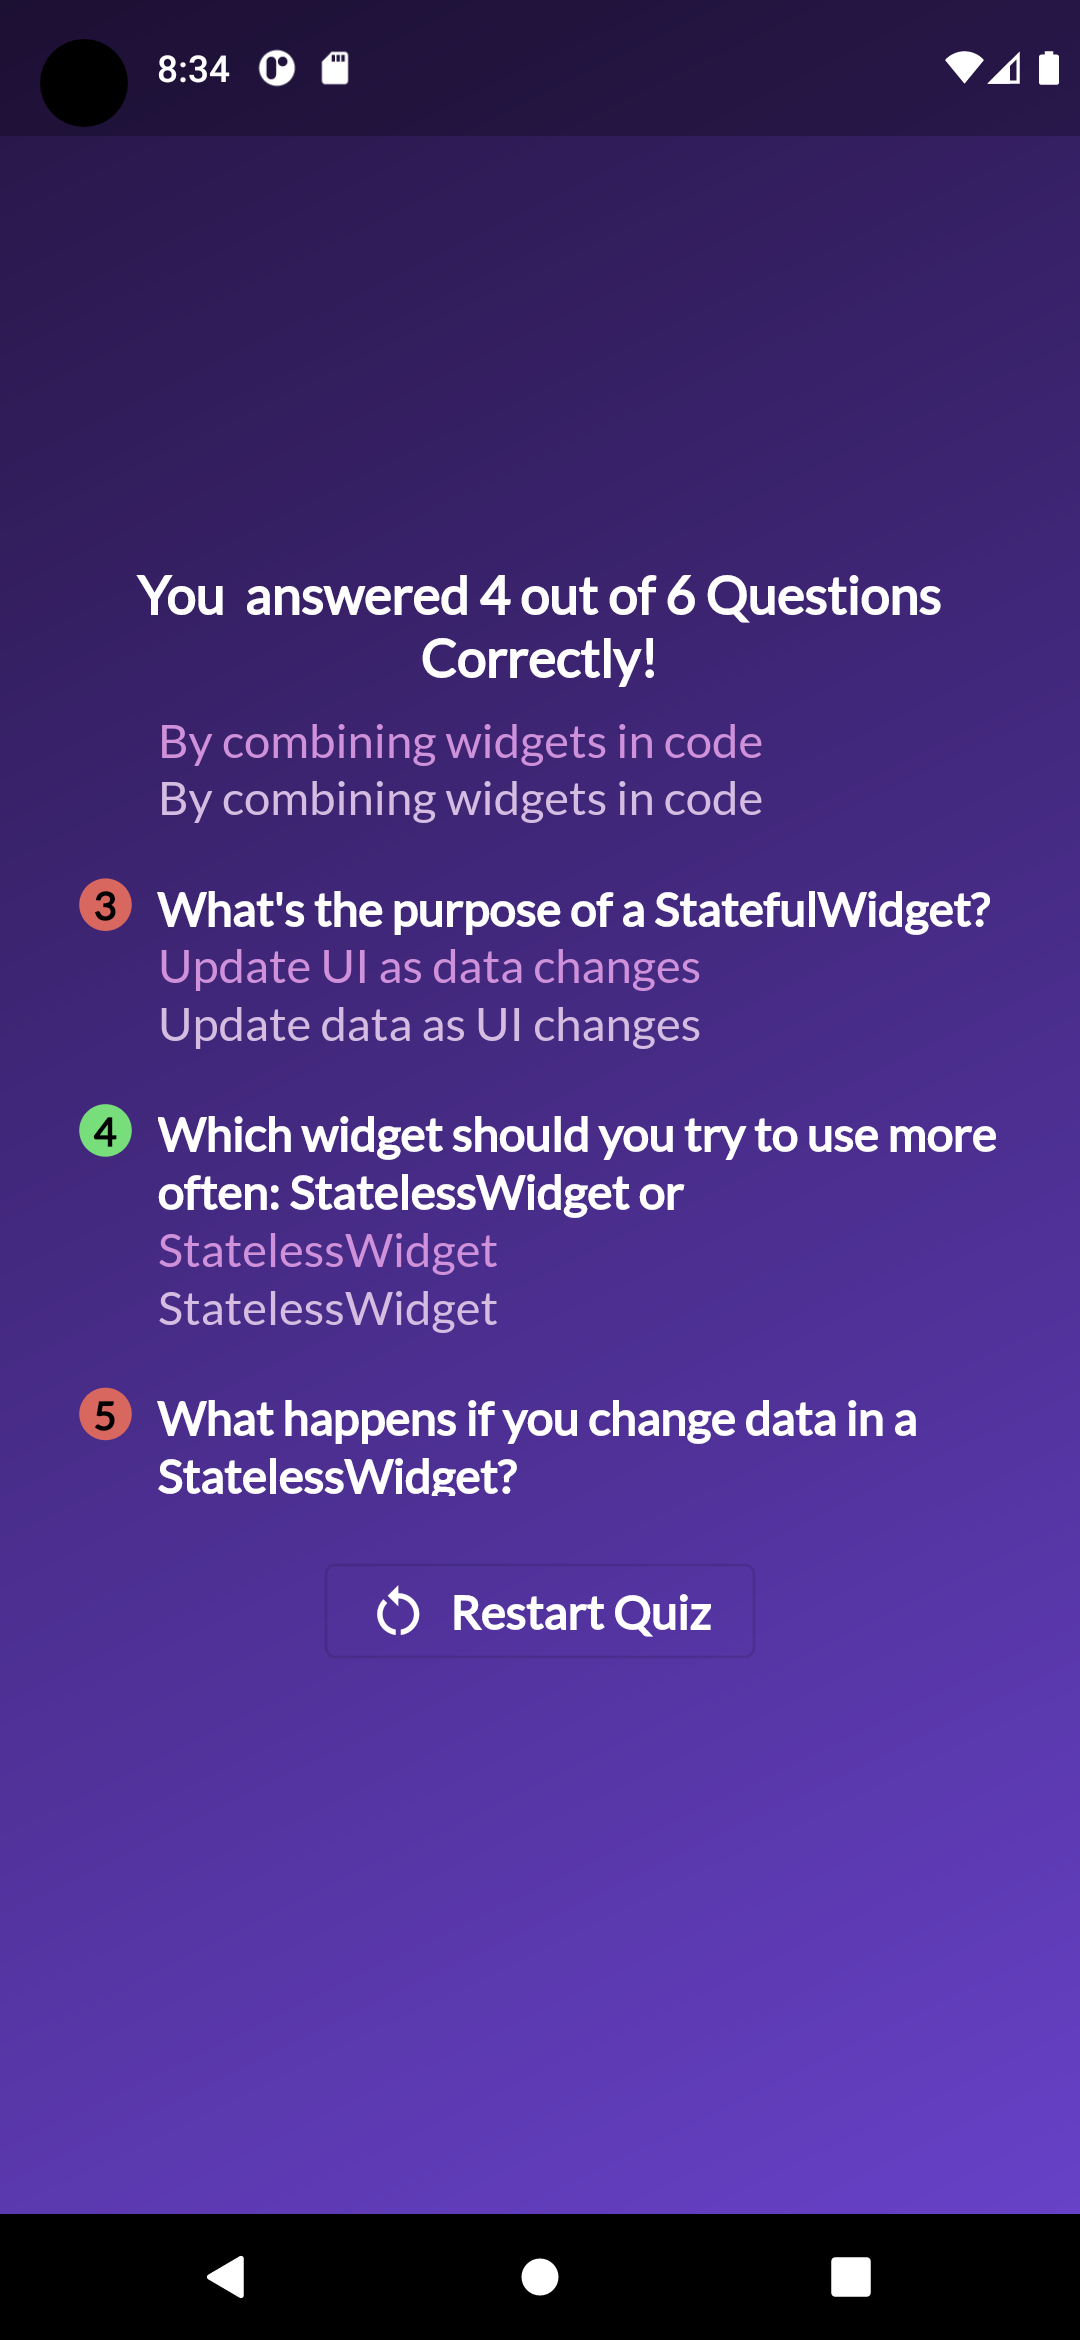 8:34
You  answered 4 out of 6 Questions
Correctly!
By combining widgets in code
By combining widgets in code
3 What's the purpose of a StatefulWidget?
Update UI as data changes
Update data as UI changes
4 Which widget should you try to use more
often: StatelessWidget or
StatelessWidget
StatelessWidget
5 What happens if you change data in a
StatelessWidget?
Restart Quiz